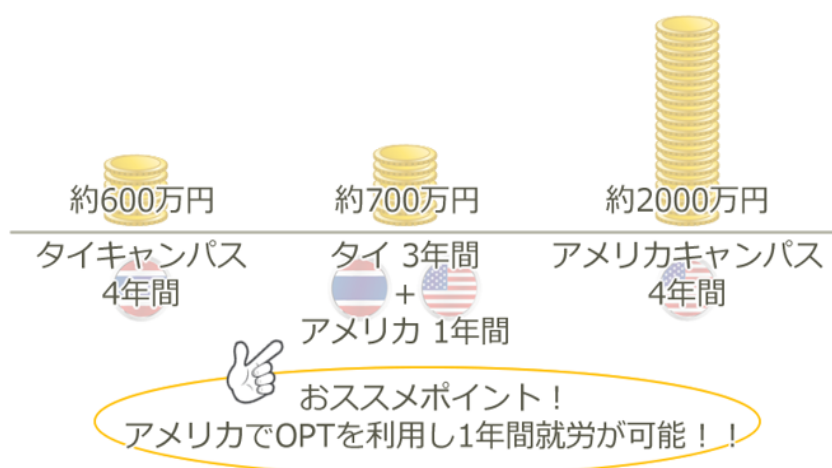 約600万円
約700万円
約2000万円
タイキャンパス
4年間
タイ 3年間
+
アメリカ 1年間
アメリカキャンパス
4年間
おススメポイント！
アメリカでOPTを利用し1年間就労が可能！！